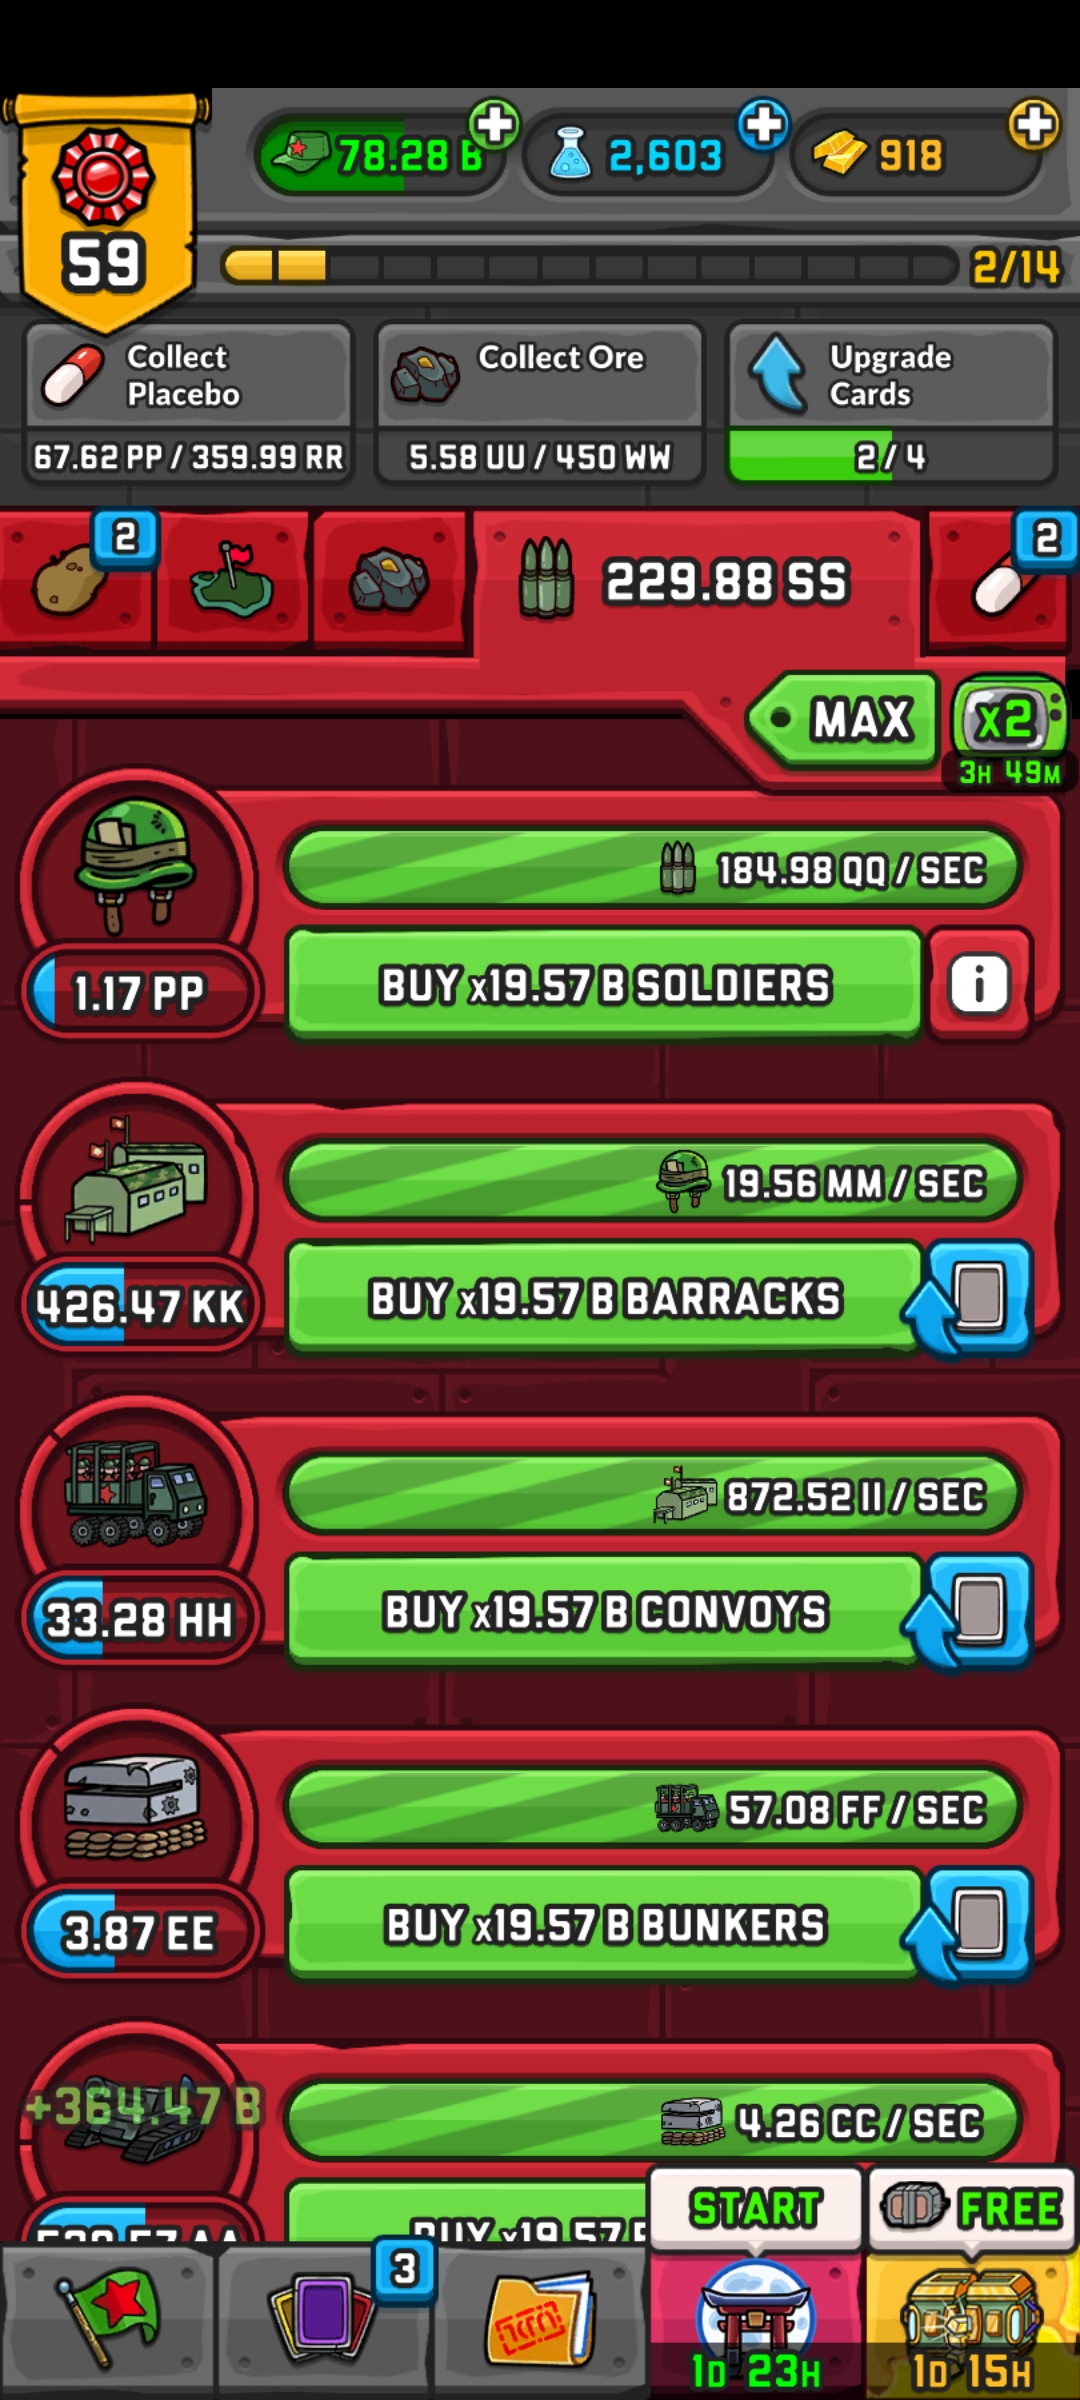 78.28 B
2,603
918
59
2/14
Collect Placebo
67.62 PP / 359.99 RR
Collect Ore
5.58 UU / 450 WW
Upgrade Cards
2 / 4
2
229.88 SS
2
MAX
x2
3H 49M
184.98 QQ / SEC
1.17 PP
BUY x19.57 B SOLDIERS
i
19.56 MM / SEC
426.47 KK
BUY x19.57 B BARRACKS
872.52 II / SEC
33.28 HH
BUY x19.57 B CONVOYS
57.08 FF / SEC
3.87 EE
BUY x19.57 B BUNKERS
+364.47 B
4.26 CC / SEC
BUY x19.57
START
FREE
3
1D 23H
1D 15H